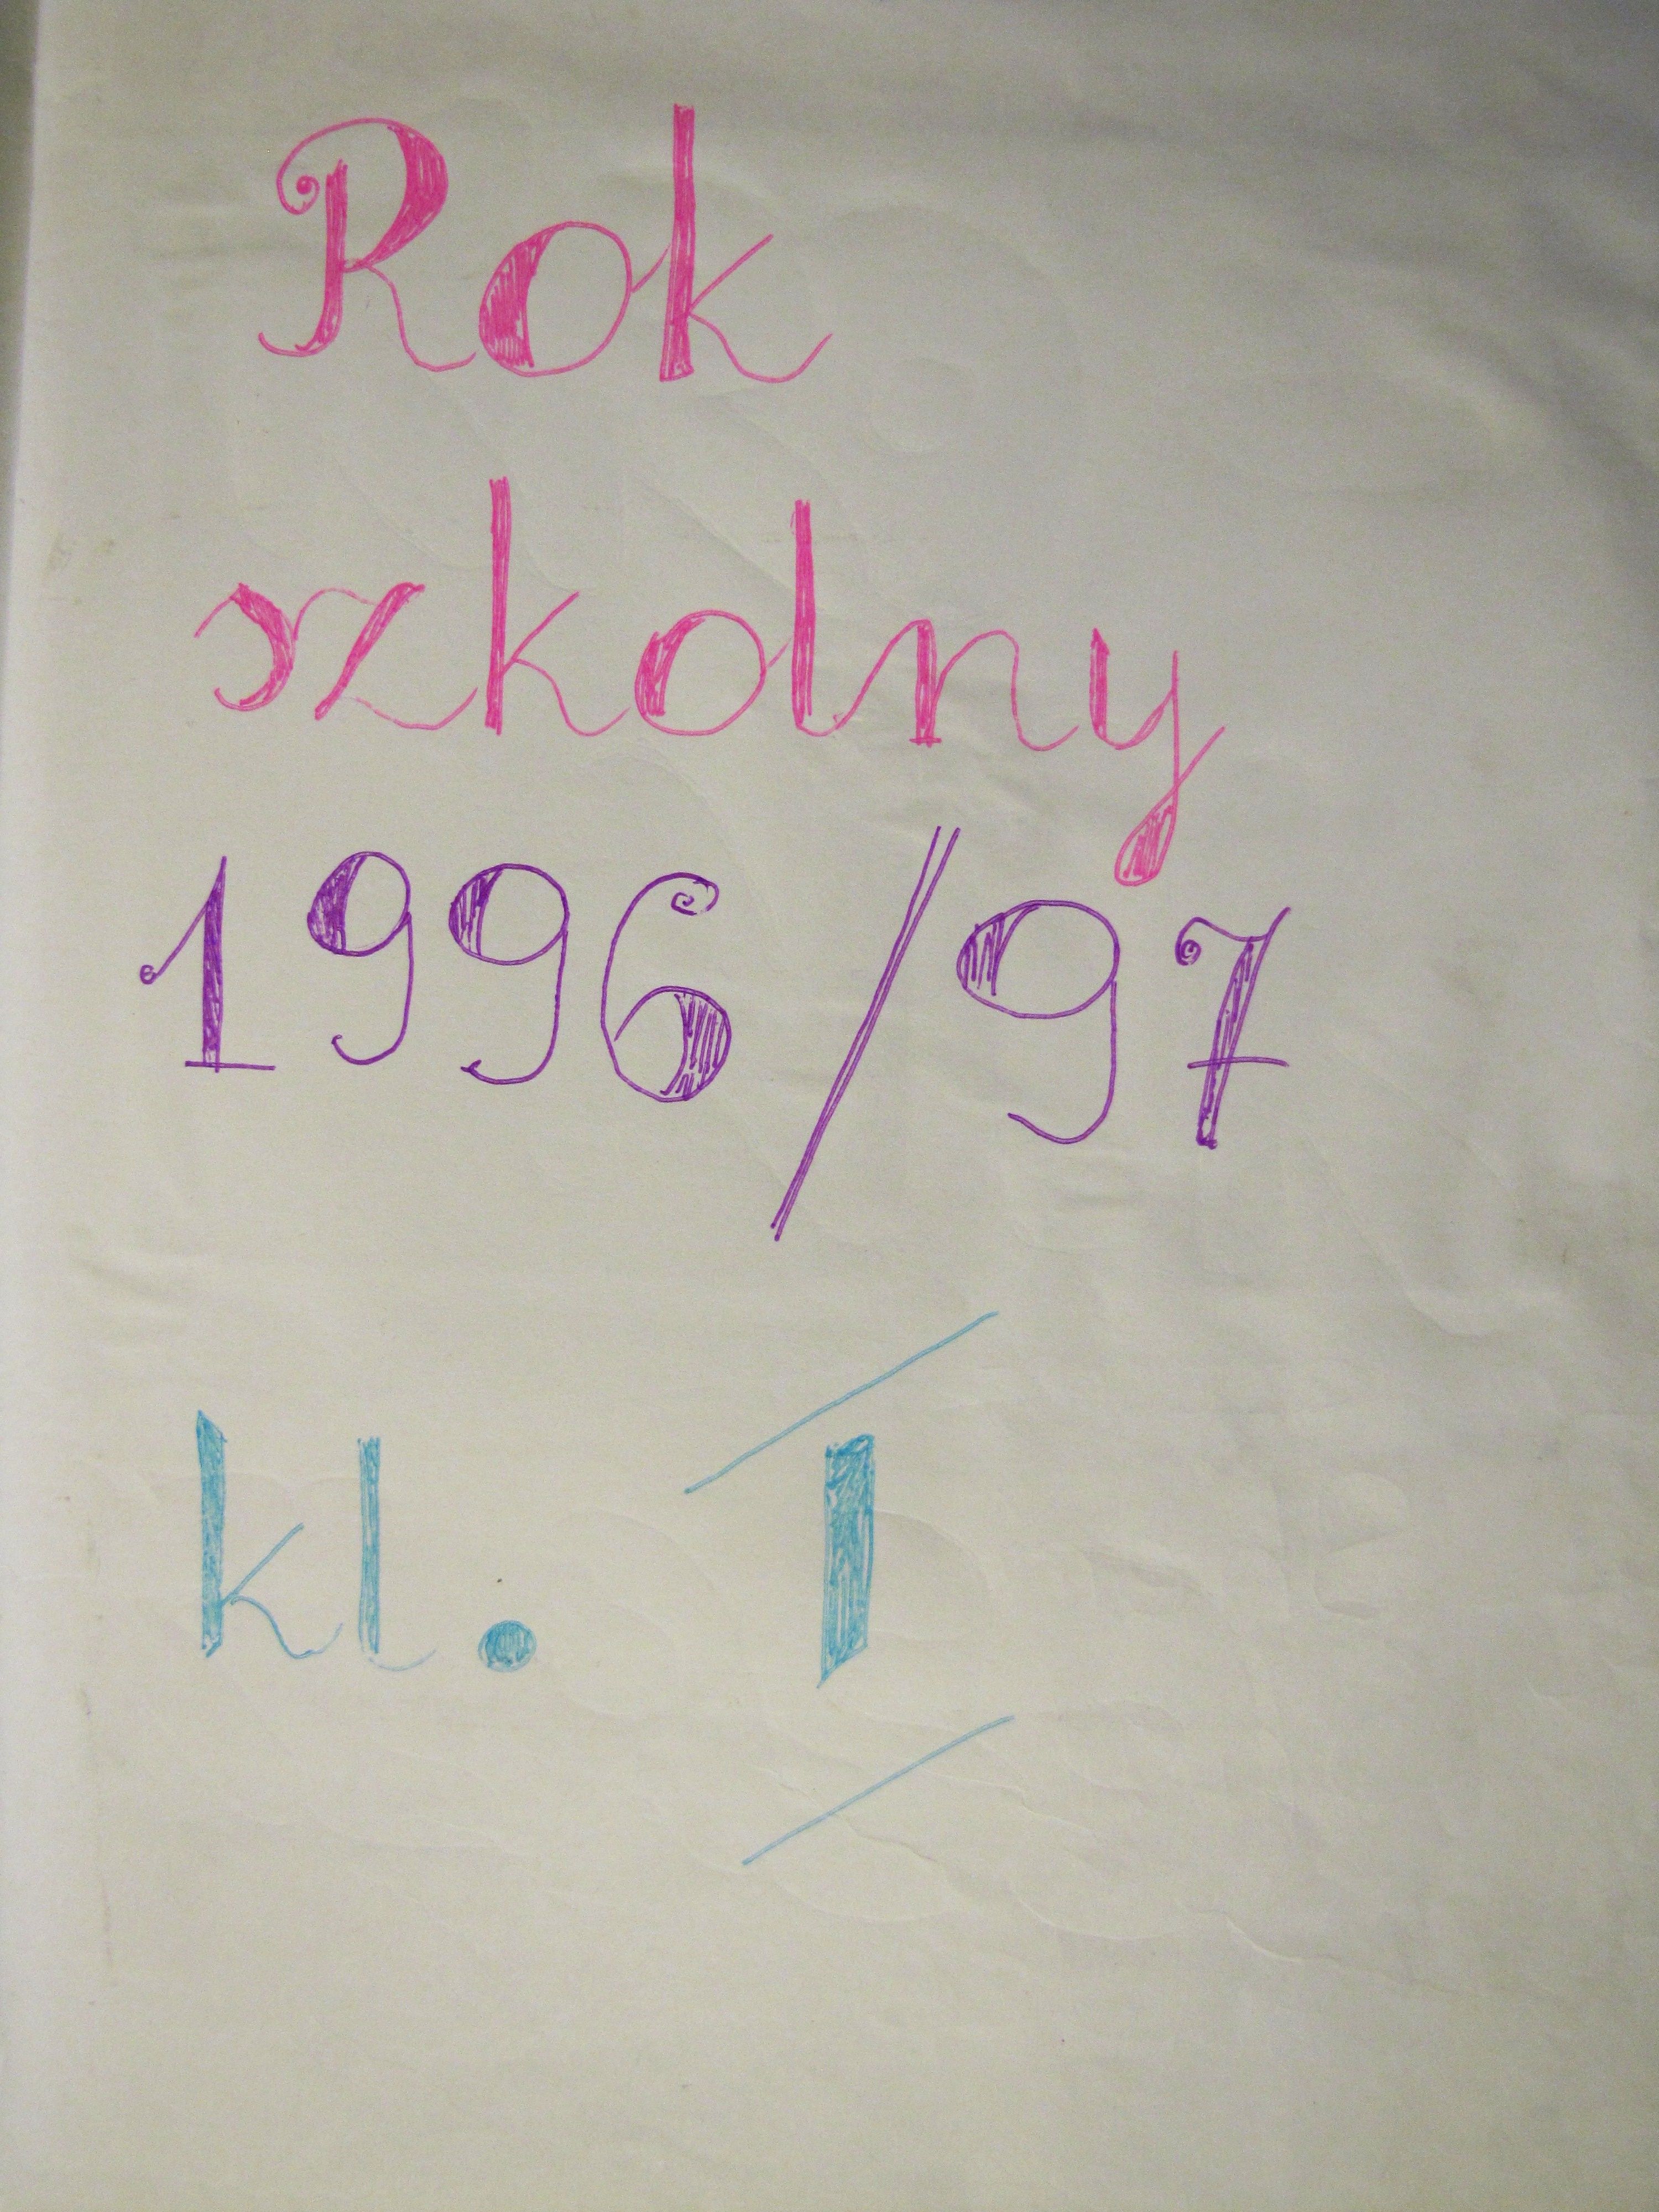 Rok
szkolny
1996/97
kl. I